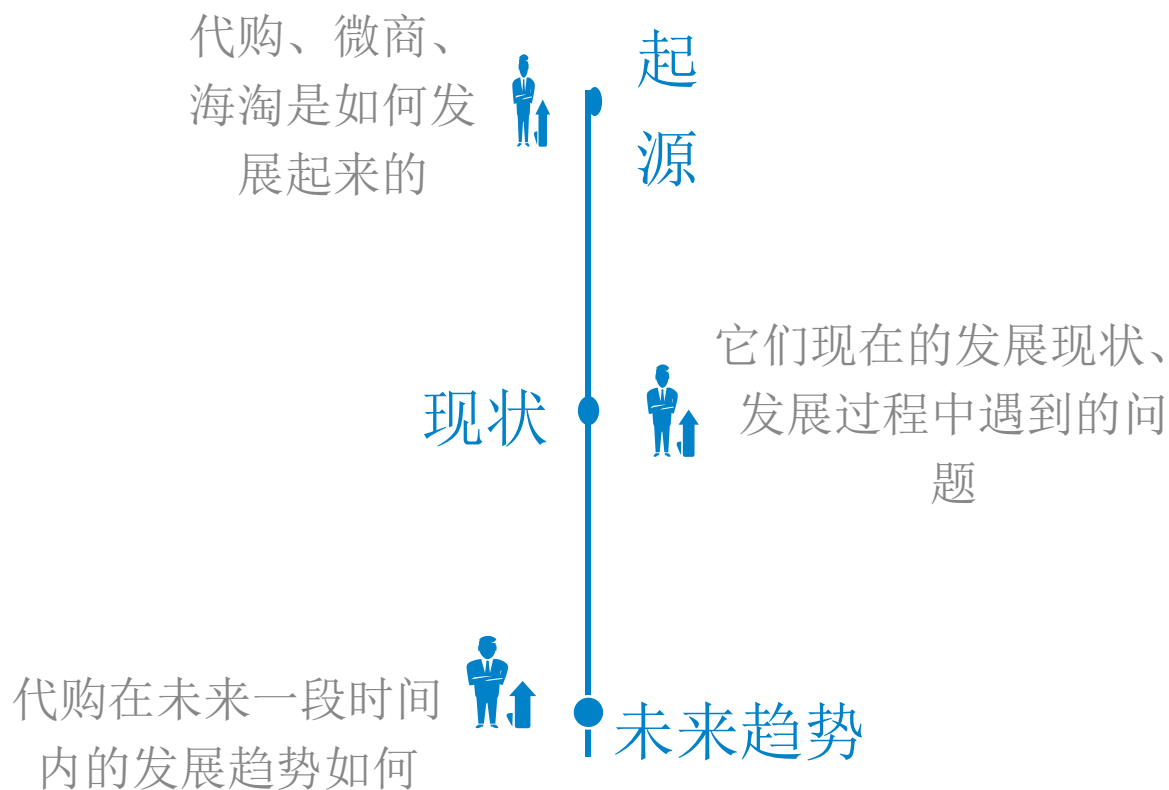 代购、微商、
海淘是如何发
展起来的
起
源
现状
它们现在的发展现状、
发展过程中遇到的问
题
代购在未来一段时间
内的发展趋势如何
未来趋势